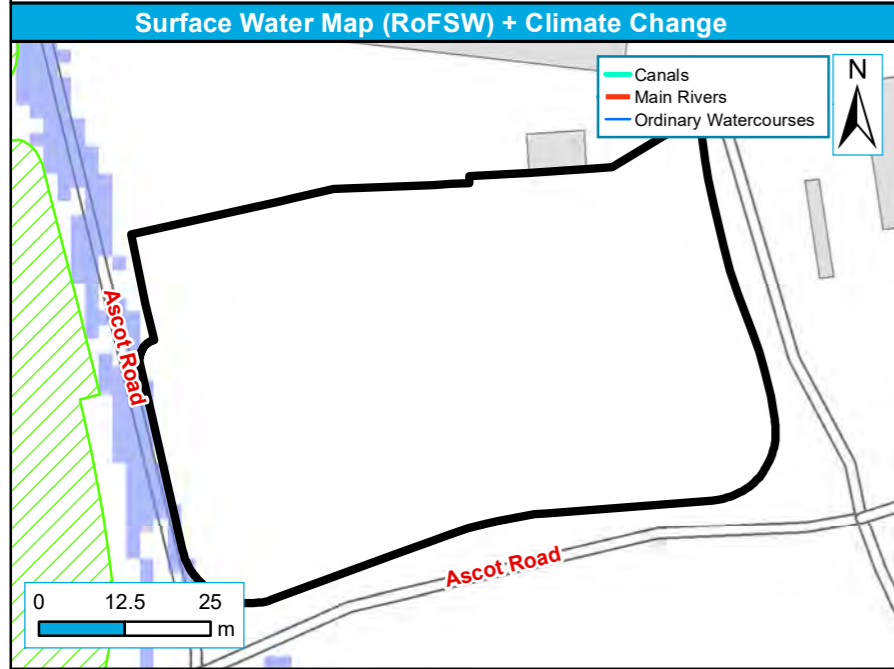 Surface Water Map (RoFSW) + Climate Change
Canals
Main Rivers
Ordinary Watercourses
N
Ascot Road
Ascot Road
0 12.5 25
m